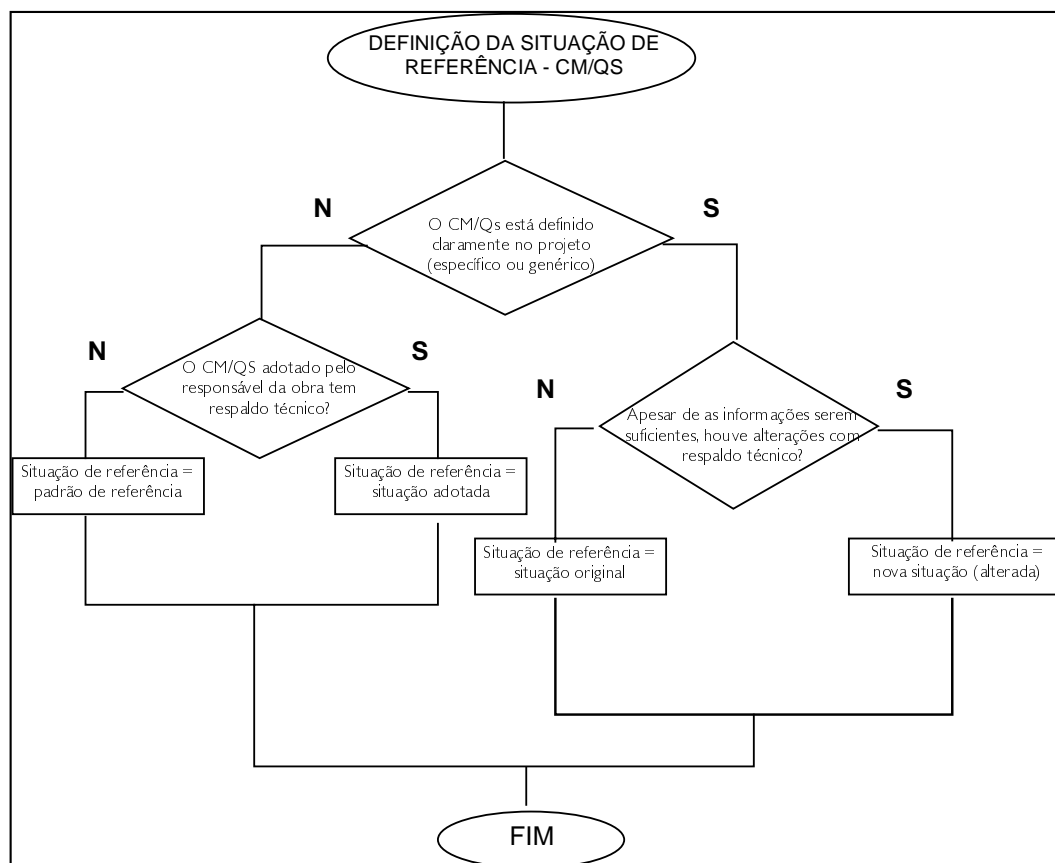 DEFINIÇÃO DA SITUAÇÃO DE
REFERÊNCIA - CM/QS
N
S
O CM/Qs está definido
claramente no projeto
(específico ou genérico)
N
S
O CM/QS adotado pelo
responsável da obra tem
respaldo técnico?
N
S
Apesar de as informações serem
suficientes, houve alterações com
respaldo técnico?
Situação de referência =
padrão de referência
Situação de referência =
situação adotada
Situação de referência =
situação original
Situação de referência =
nova situação (alterada)
FIM